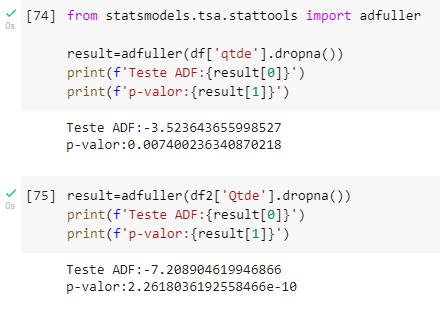 [74] from statsmodels.tsa.stattools import adfuller
result=adfuller(df['qtde'].dropna())
print(f'Teste ADF:{result[0]}')
print(f'p-valor:{result[1]}')
0s
Teste ADF:-3.523643655998527
p-valor:0.007400236340870218
[75] result=adfuller(df2['Qtde'].dropna())
0s
print(f'Teste ADF:{result[0]}')
print(f'p-valor:{result[1]}')
Teste ADF:-7.208904619946866
p-valor:2.2618036192558466e-10